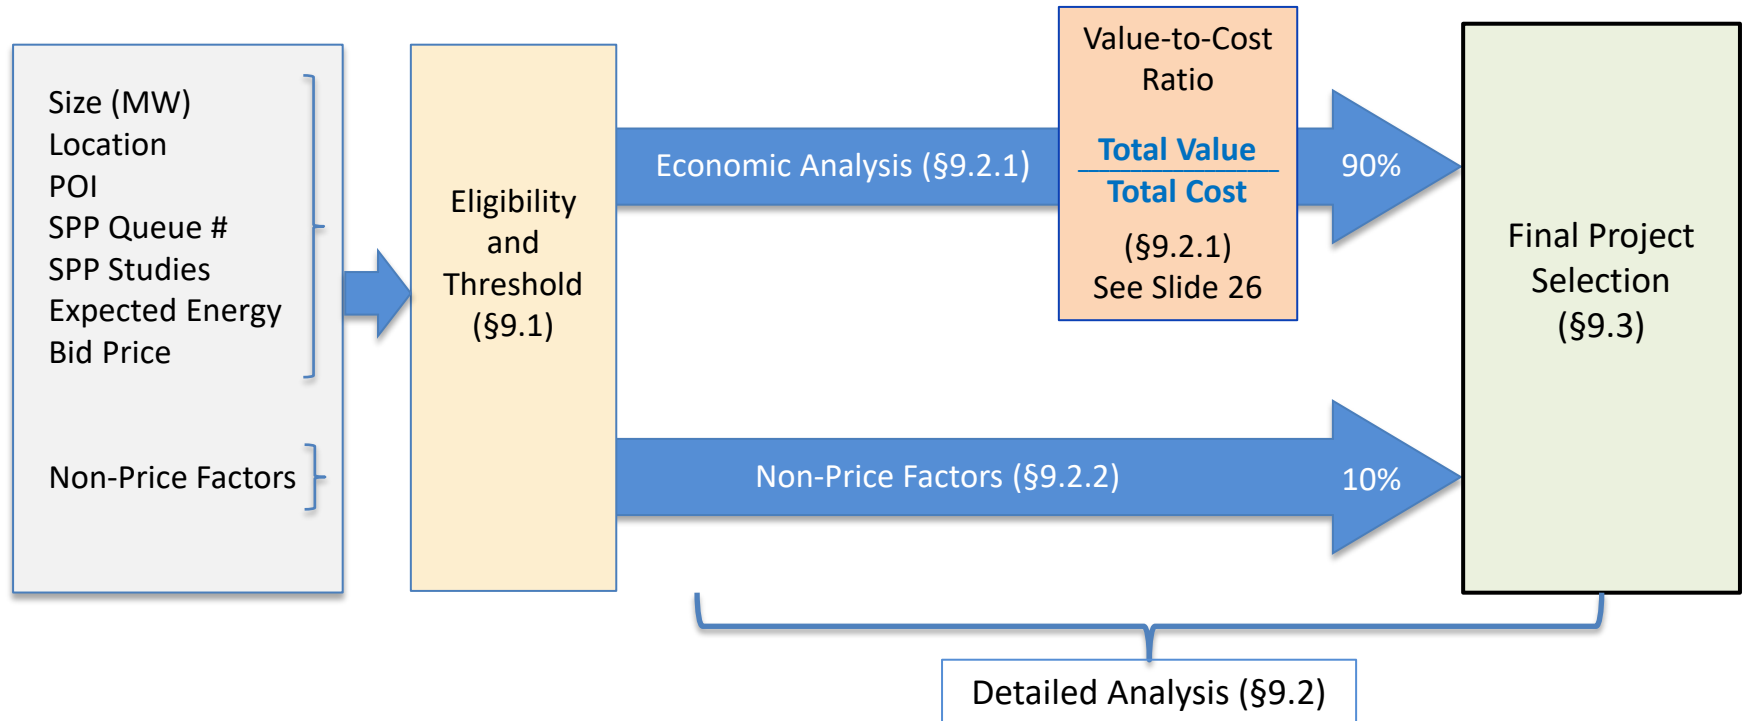 Size (MW)
Location
POI
SPP Queue #
SPP Studies
Expected Energy
Bid Price
Non-Price Factors
Eligibility
and
Threshold
(§9.1)
Economic Analysis (§9.2.1)
Value-to-Cost
Ratio
Total Value
Total Cost
(§9.2.1)
See Slide 26
90%
Non-Price Factors (§9.2.2)
10%
Final Project
Selection
(§9.3)
Detailed Analysis (§9.2)